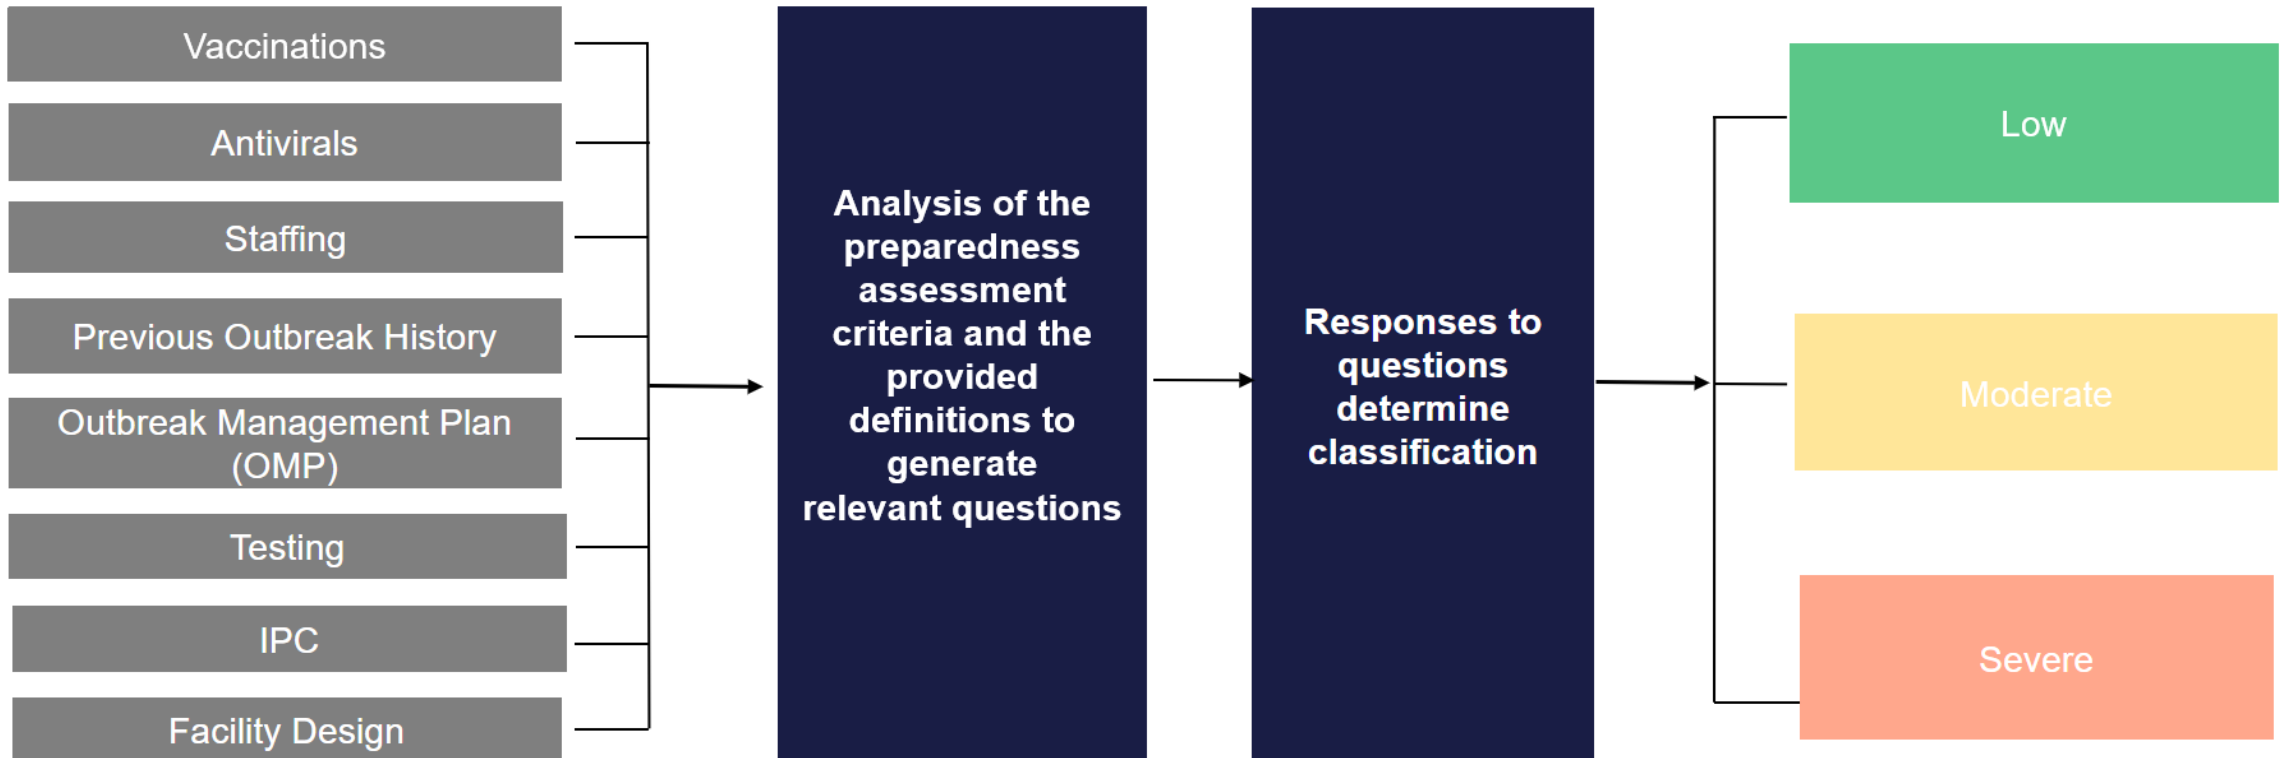 Vaccinations
Antivirals
Staffing
Previous Outbreak History
Outbreak Management Plan
(OMP)
Testing
IPC
Facility Design
Analysis of the
preparedness
assessment
criteria and the
provided
definitions to
generate
relevant questions
Responses to
questions
determine
classification
Low
Moderate
Severe